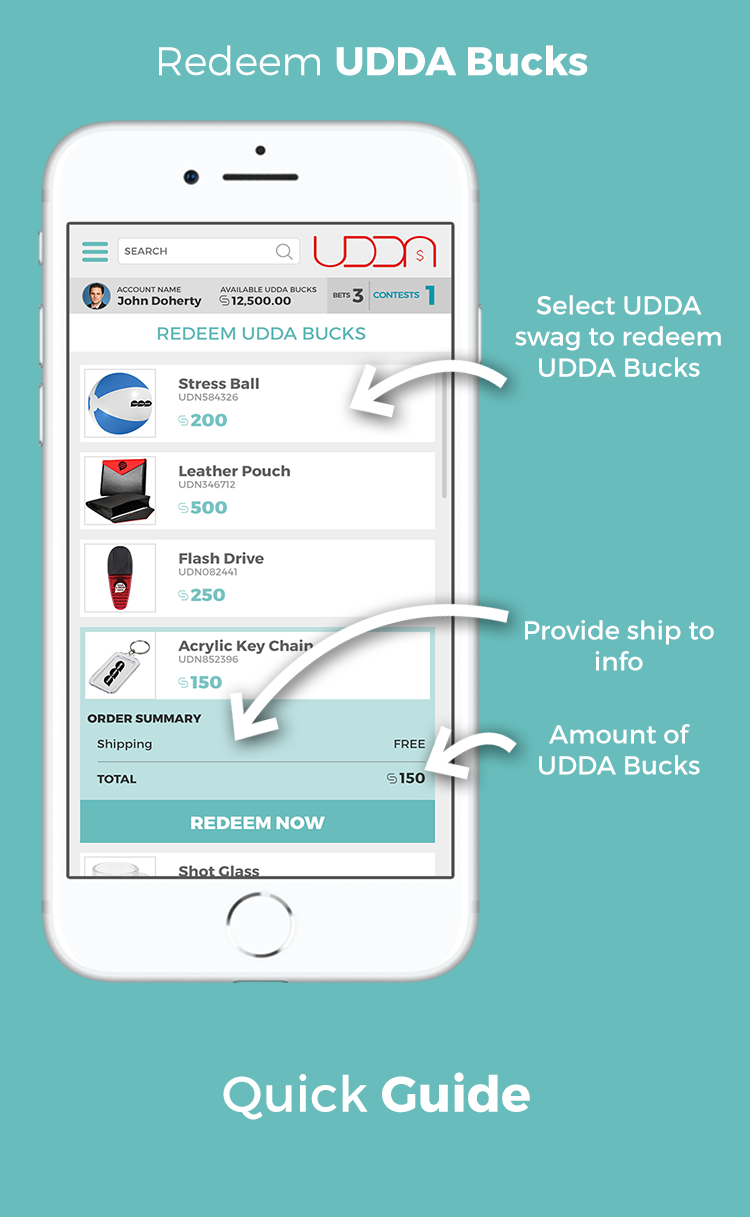 Redeem UDDA Bucks
SEARCH
UDDA
$
ACCOUNT NAME
John Doherty
AVAILABLE UDDA BUCKS
12,500.00
BETS 3
CONTESTS 1
REDEEM UDDA BUCKS
Stress Ball
UDN584326
200
Leather Pouch
UDN346712
500
Flash Drive
UDN082441
250
Acrylic Key Chain
UDN852396
150
ORDER SUMMARY
Shipping FREE
TOTAL 150
REDEEM NOW
Shot Glass
Select UDDA
swag to redeem
UDDA Bucks
Provide ship to
info
Amount of
UDDA Bucks
Quick Guide